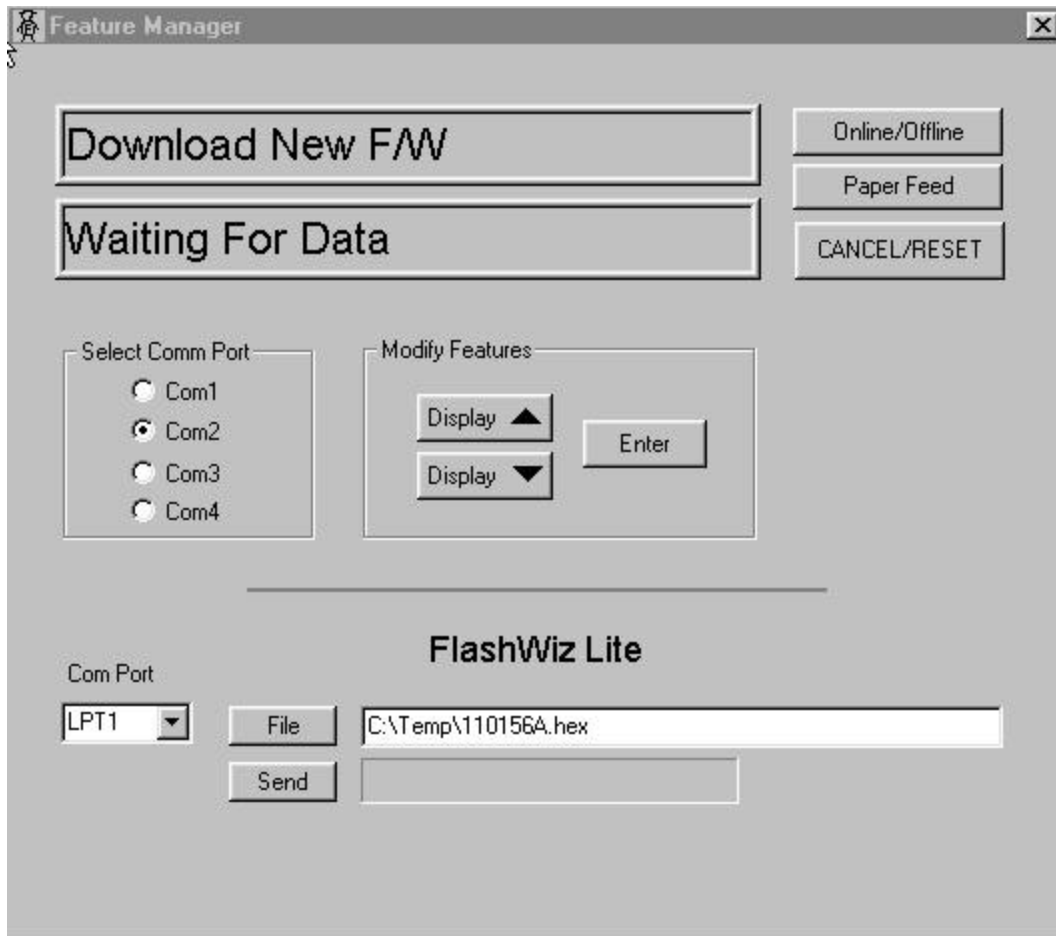 Feature Manager
Download New F/W
Waiting For Data
Online/Offline
Paper Feed
CANCEL/RESET
Select Comm Port
Com1
Com2
Com3
Com4
Modify Features
Display
Display
Enter
FlashWiz Lite
Com Port
LPT1
File
C:\Temp\110156A.hex
Send